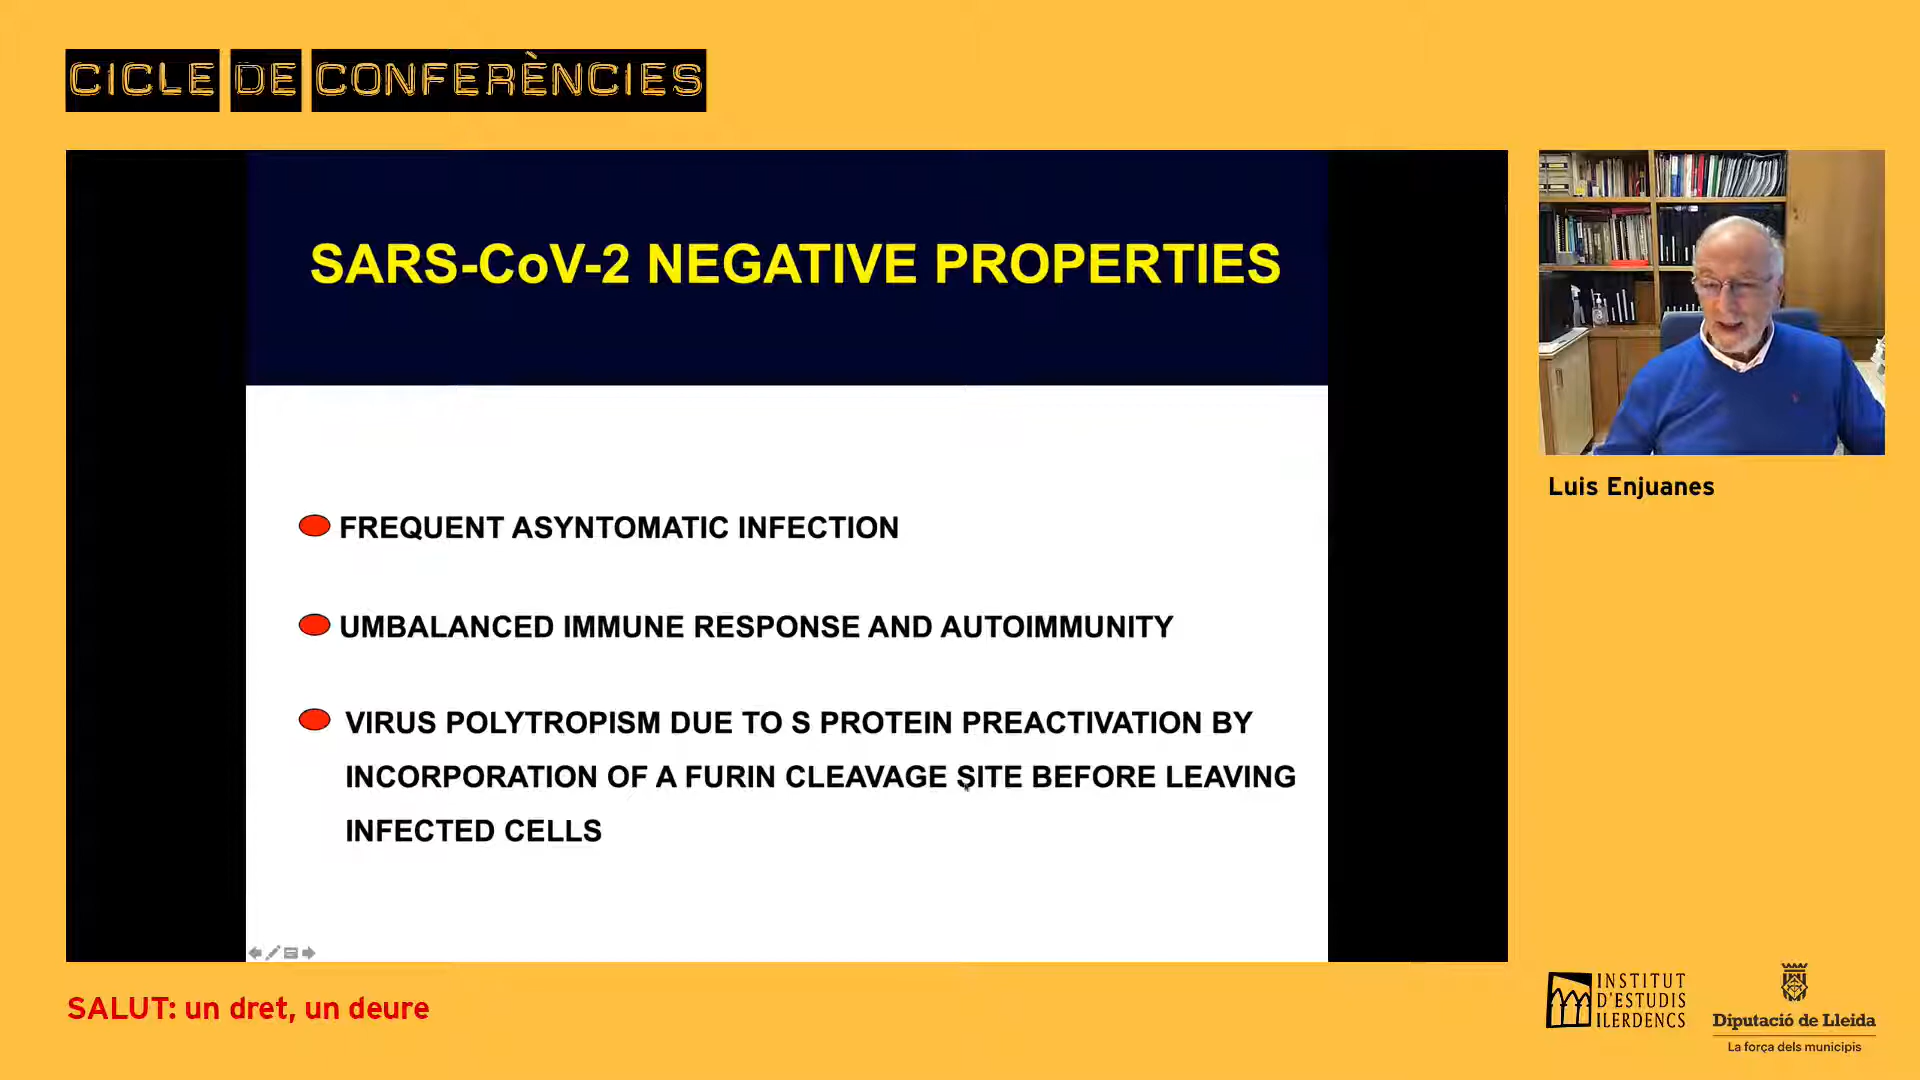 CICLE DE CONFERÈNCIES
SARS-CoV-2 NEGATIVE PROPERTIES
FREQUENT ASYNTOMATIC INFECTION
UMBALANCED IMMUNE RESPONSE AND AUTOIMMUNITY
VIRUS POLYTROPISM DUE TO S PROTEIN PREACTIVATION BY
INCORPORATION OF A FURIN CLEAVAGE SITE BEFORE LEAVING
INFECTED CELLS
Luis Enjuanes
SALUT: un dret, un deure
INSTITUT
D'ESTUDIS
ILERDENCS
Diputació de Lleida
La força dels municipis